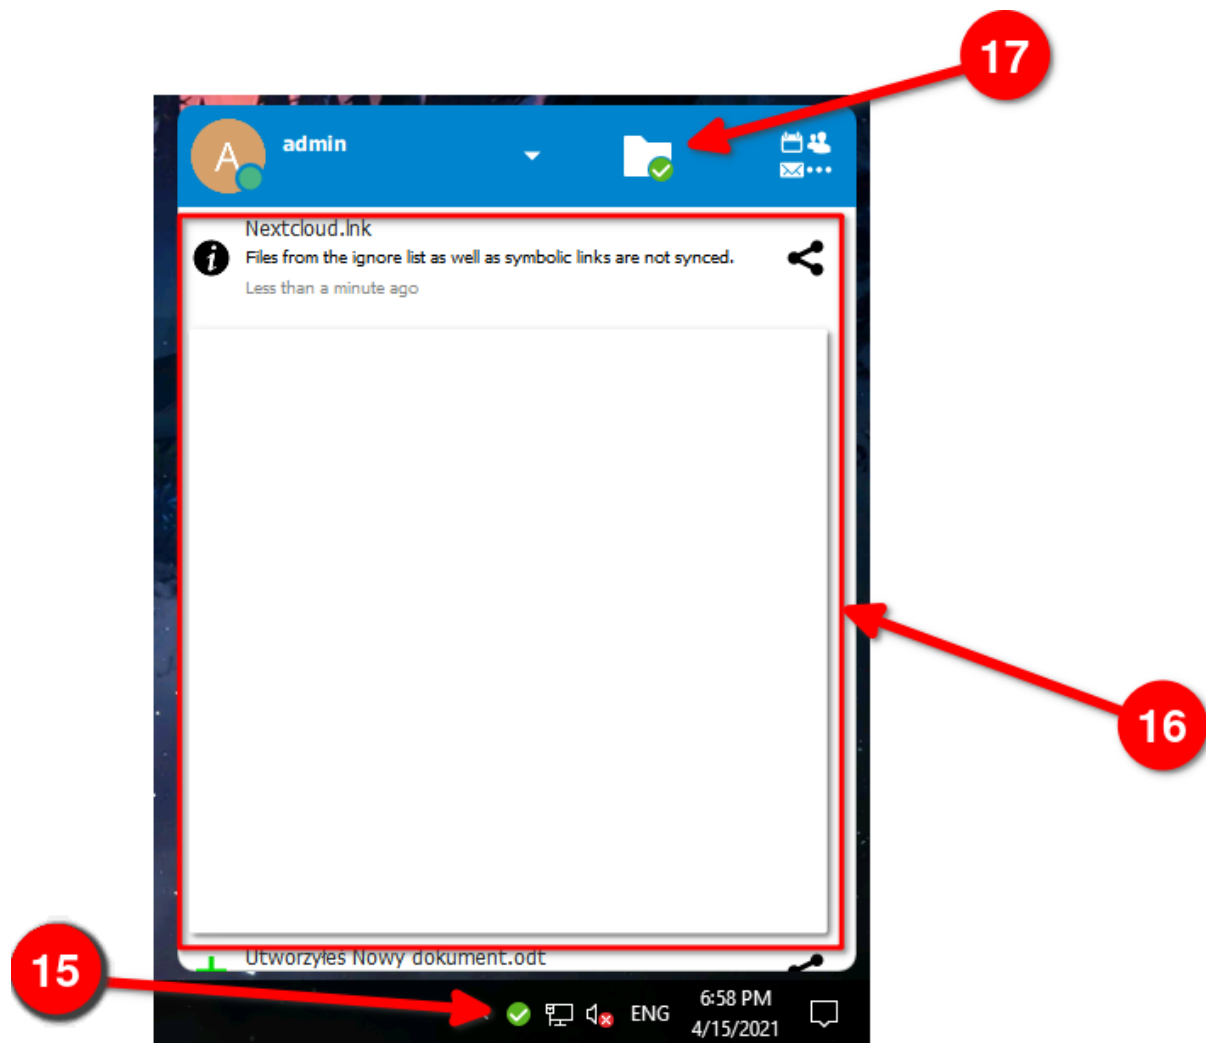 17
A
admin
Nextcloud.lnk
Files from the ignore list as well as symbolic links are not synced.
Less than a minute ago
16
Utworzyłeś Nowy dokument.odt
15
ENG
6:58 PM
4/15/2021